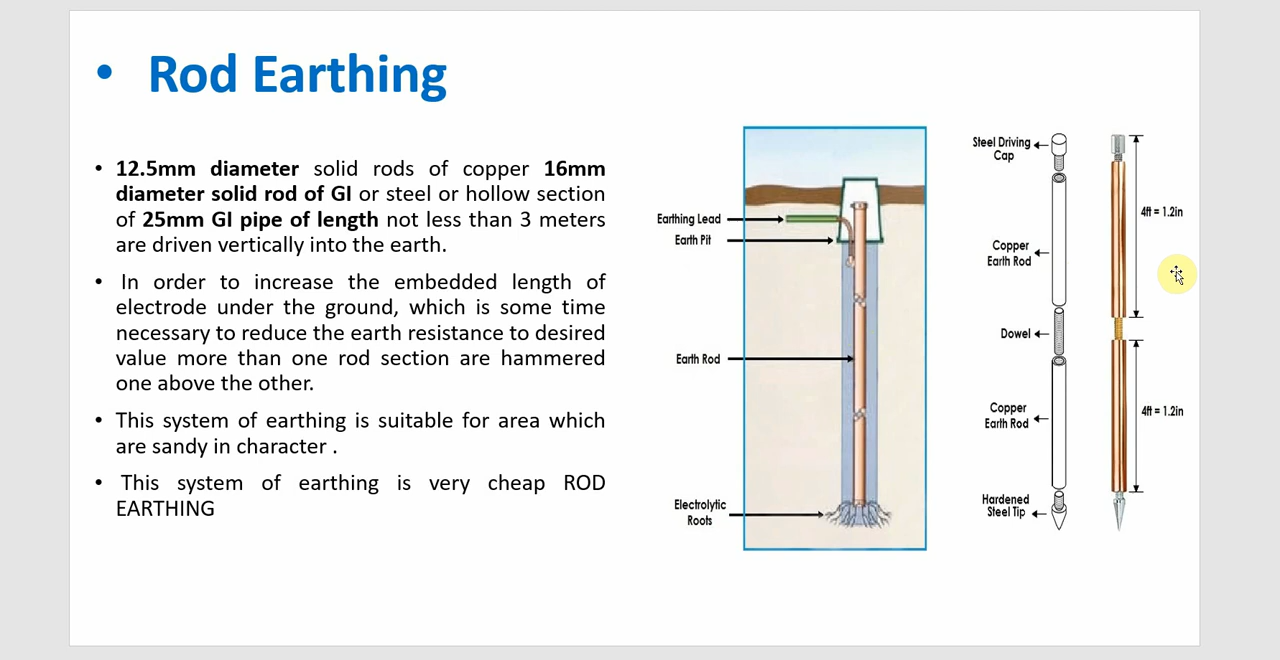 • Rod Earthing
• 12.5mm diameter solid rods of copper 16mm
diameter solid rod of GI or steel or hollow section
of 25mm GI pipe of length not less than 3 meters
are driven vertically into the earth.
• In order to increase the embedded length of
electrode under the ground, which is some time
necessary to reduce the earth resistance to desired
value more than one rod section are hammered
one above the other.
• This system of earthing is suitable for area which
are sandy in character .
• This system of earthing is very cheap ROD
EARTHING
Earthing Lead
Earth Pit
Earth Rod
Electrolytic
Roots
Steel Driving
Cap
Copper
Earth Rod
Dowel
Copper
Earth Rod
Hardened
Steel Tip
4ft = 1.2in
4ft = 1.2in